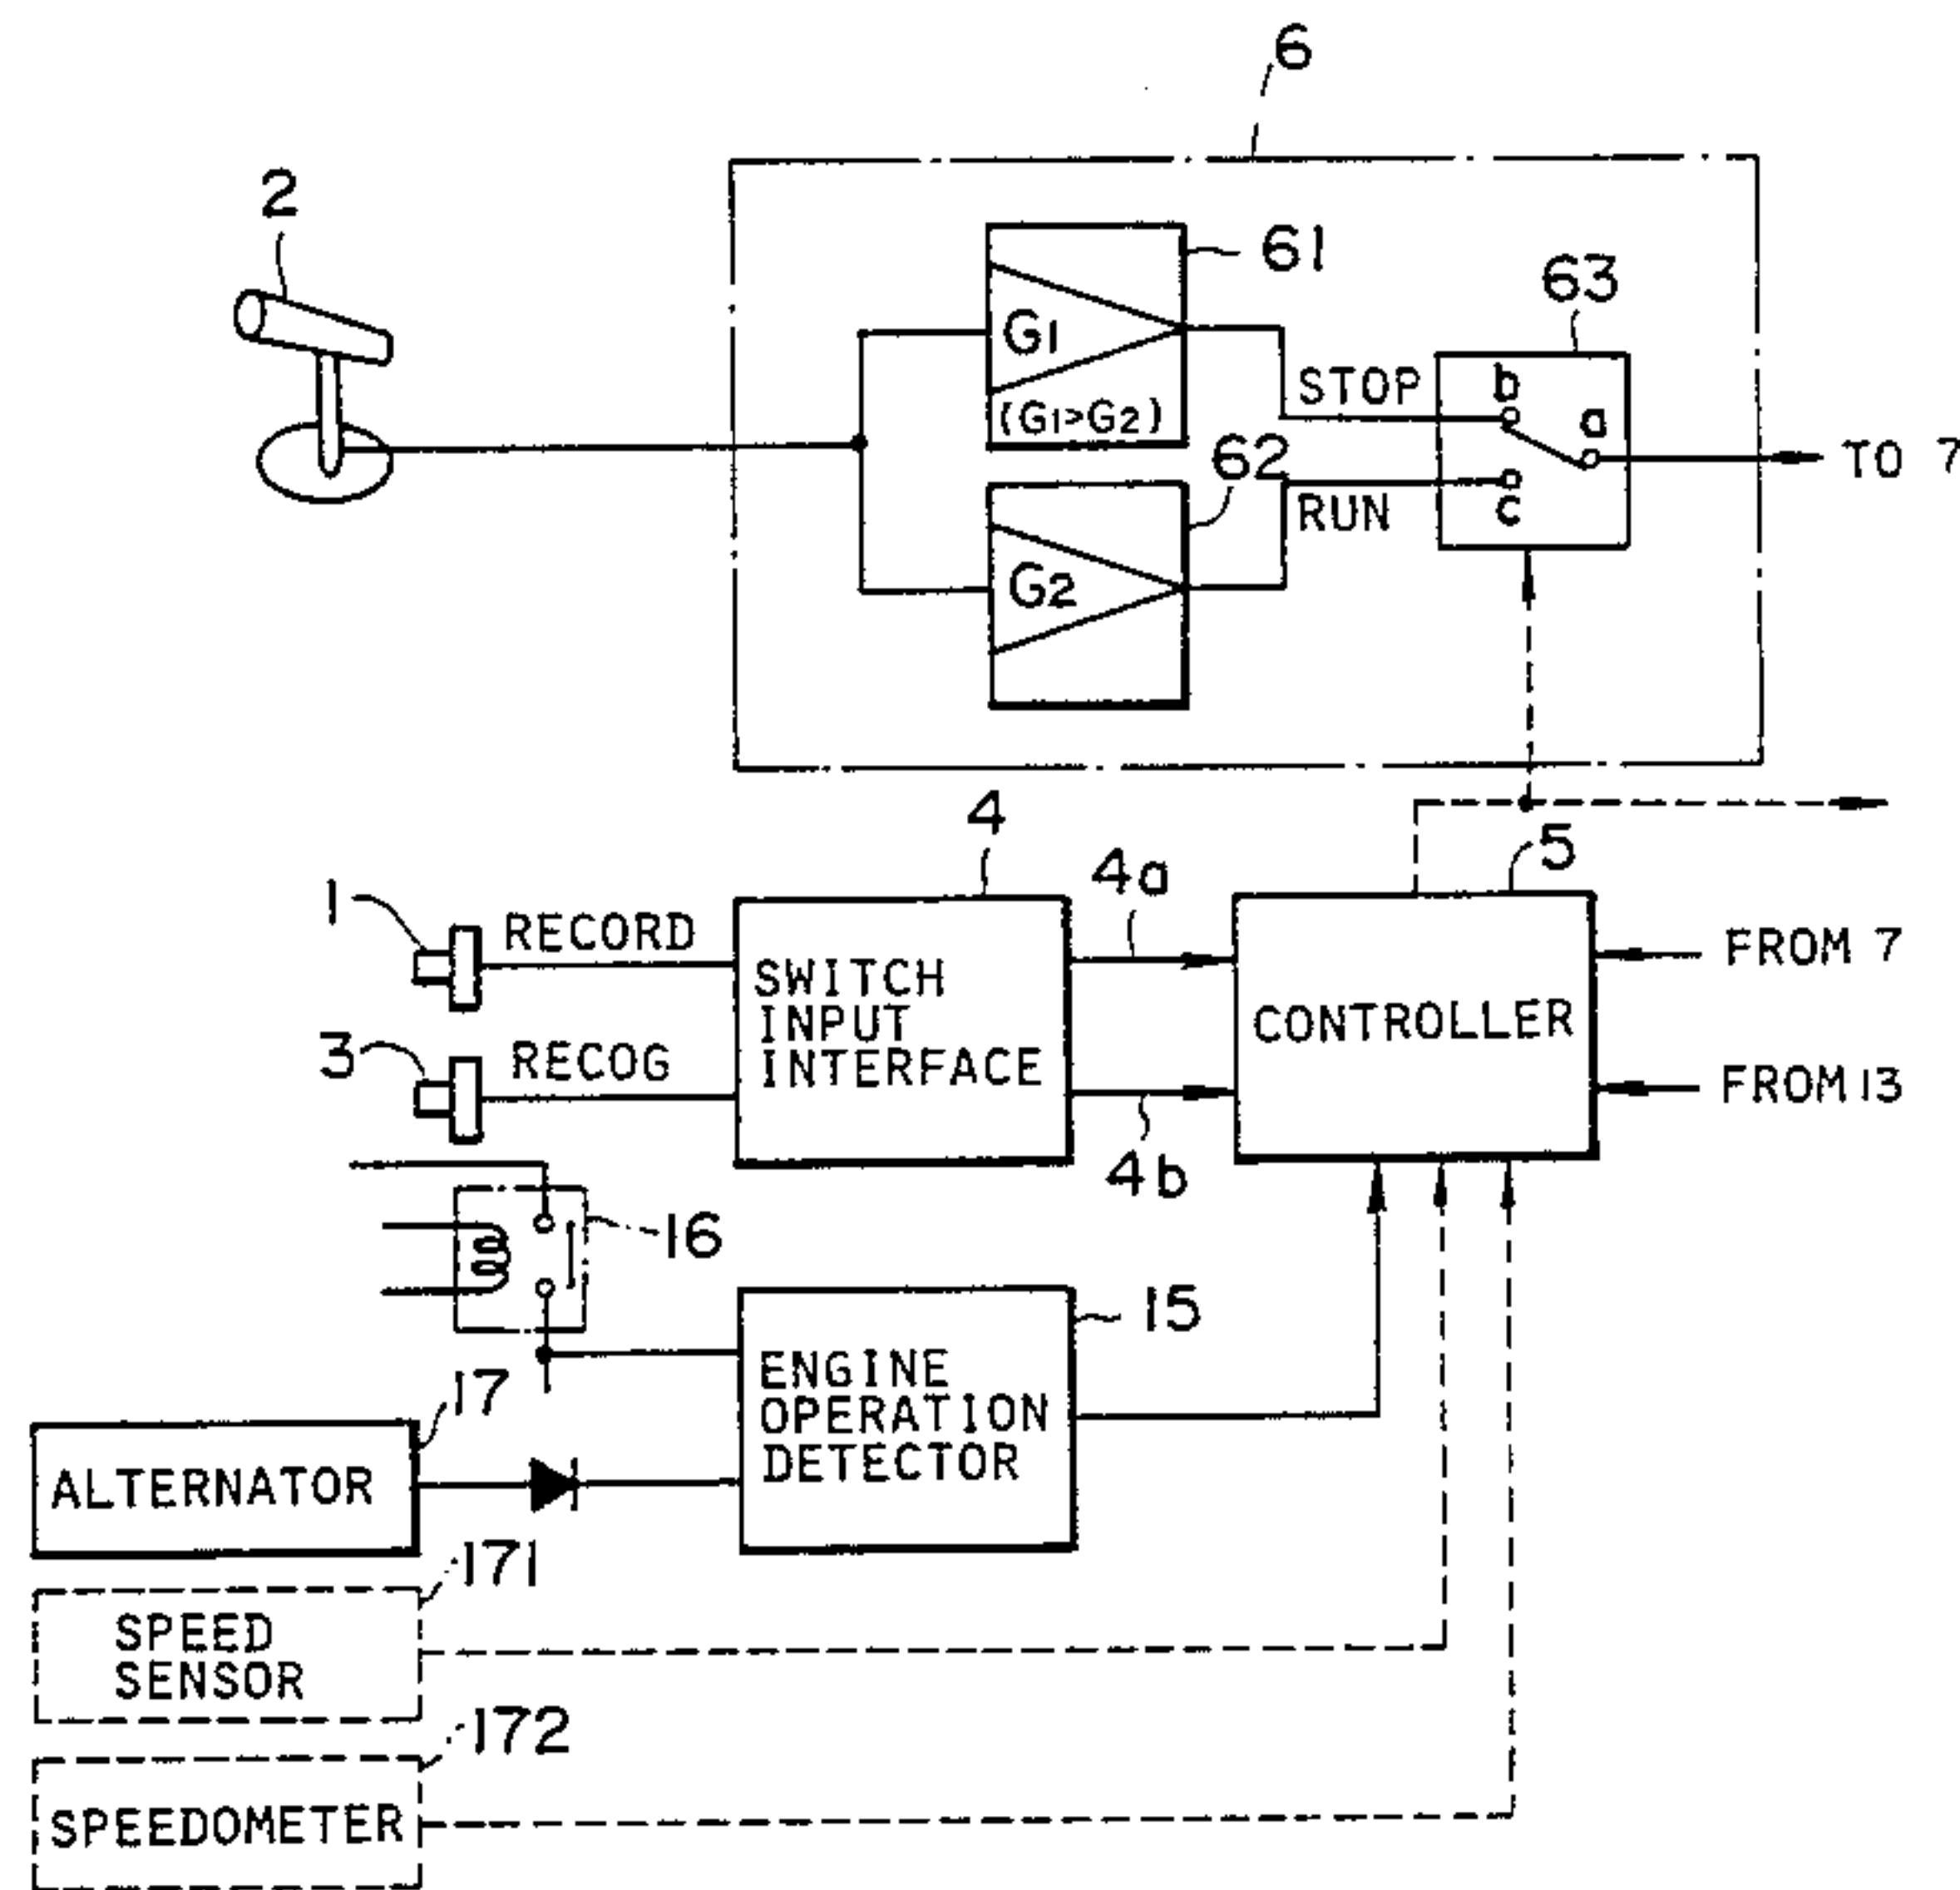 6
2
61
63
G1
(G1>G2)
STOP
b
a
TO 7
62
RUN
c
G2
4
4a
5
1
RECORD
SWITCH
INPUT
INTERFACE
CONTROLLER
FROM 7
3
RECOG
FROM 13
4b
16
15
ENGINE
OPERATION
DETECTOR
17
ALTERNATOR
171
SPEED
SENSOR
172
SPEEDOMETER